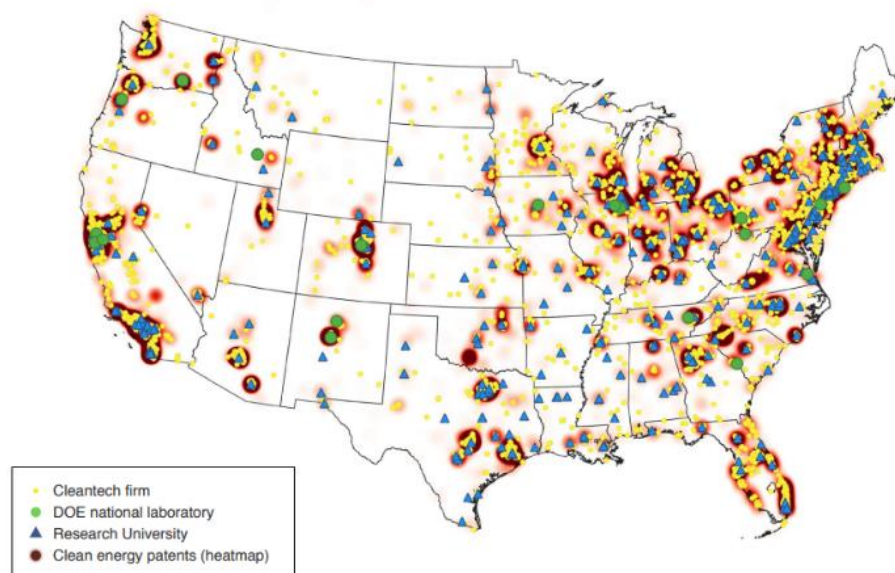 Cleantech firm
DOE national laboratory
Research University
Clean energy patents (heatmap)